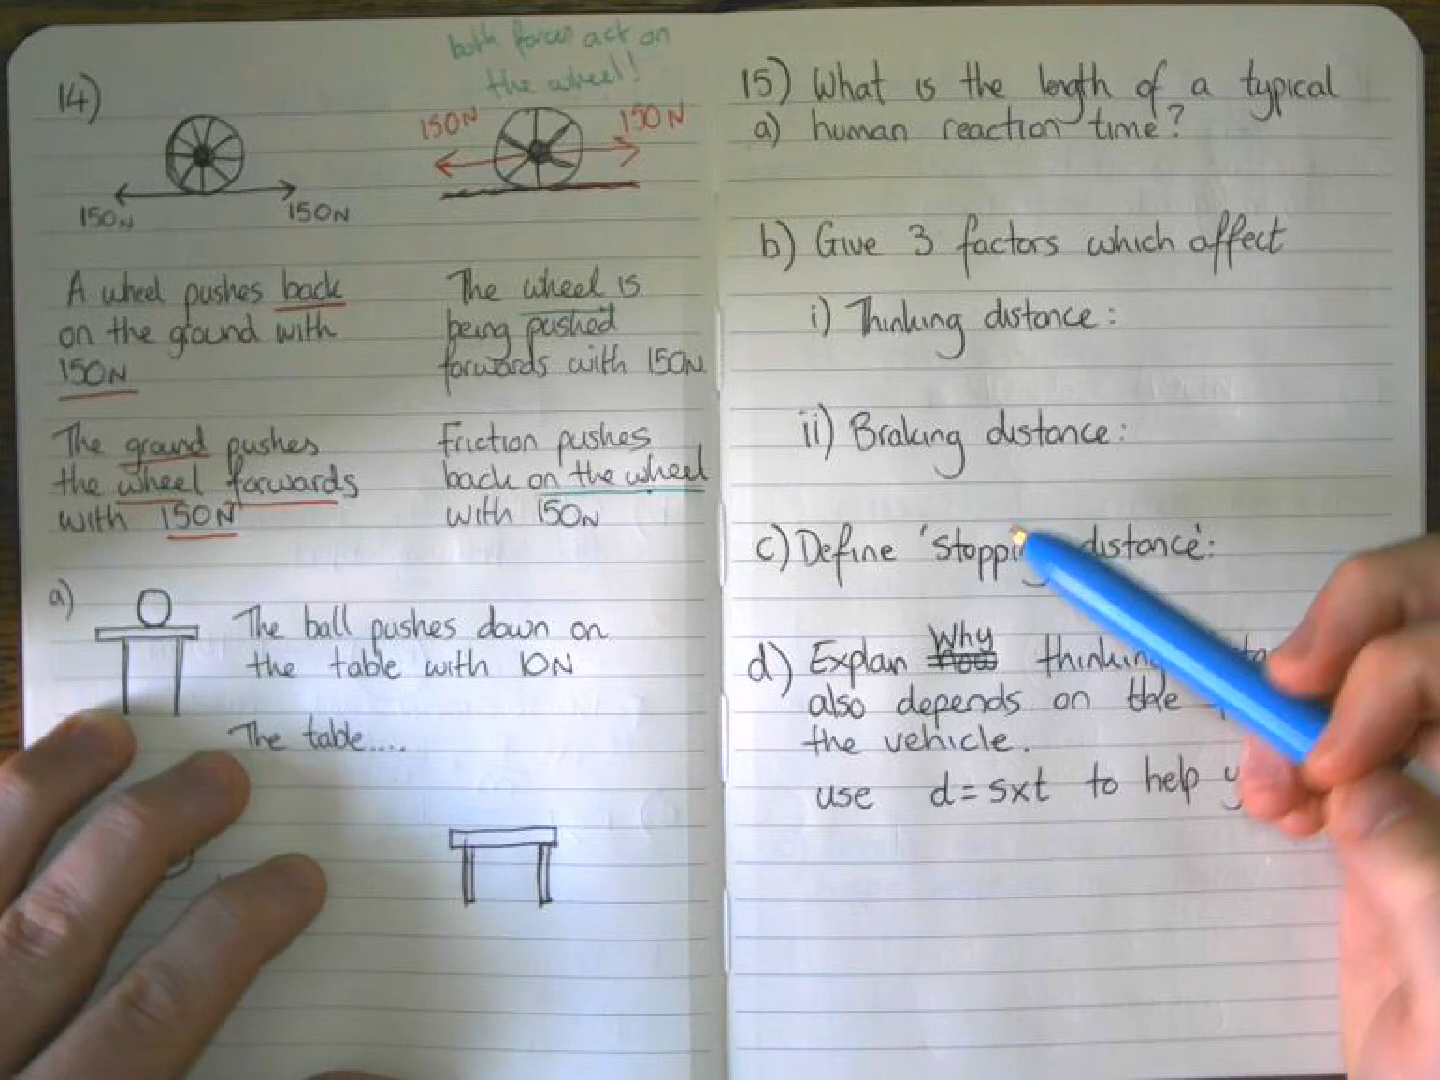 14)
150N
150N
both forces act on
the wheel!
150N
150N
A wheel pushes back
on the ground with
150N
The wheel is
being pushed
forwards with 150N
The ground pushes
the wheel forwards
with 150N
Friction pushes
back on the wheel
with 150N
a)
The ball pushes down on
the table with 10N
The table....
15) What is the length of a typical
a) human reaction time?
b) Give 3 factors which affect
i) Thinking distance:
ii) Braking distance:
c) Define 'stopping distance':
d) Explain Why thinking
also depends on the
the vehicle.
use d=sxt to help